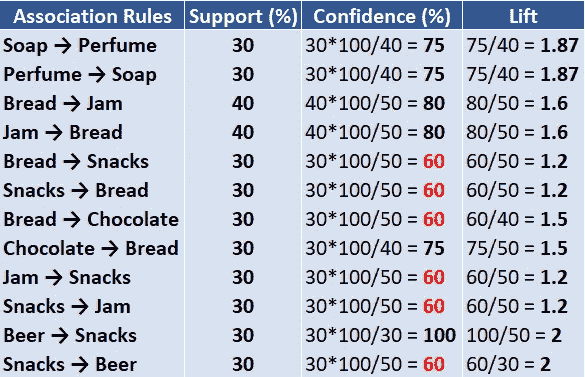 Association Rules Support (%) Confidence (%) Lift
Soap → Perfume 30 30*100/40 = 75 75/40 = 1.87
Perfume → Soap 30 30*100/40 = 75 75/40 = 1.87
Bread → Jam 40 40*100/50 = 80 80/50 = 1.6
Jam → Bread 40 40*100/50 = 80 80/50 = 1.6
Bread → Snacks 30 30*100/50 = 60 60/50 = 1.2
Snacks → Bread 30 30*100/50 = 60 60/50 = 1.2
Bread → Chocolate 30 30*100/50 = 60 60/40 = 1.5
Chocolate → Bread 30 30*100/40 = 75 75/50 = 1.5
Jam → Snacks 30 30*100/50 = 60 60/50 = 1.2
Snacks → Jam 30 30*100/50 = 60 60/50 = 1.2
Beer → Snacks 30 30*100/30 = 100 100/50 = 2
Snacks → Beer 30 30*100/50 = 60 60/30 = 2